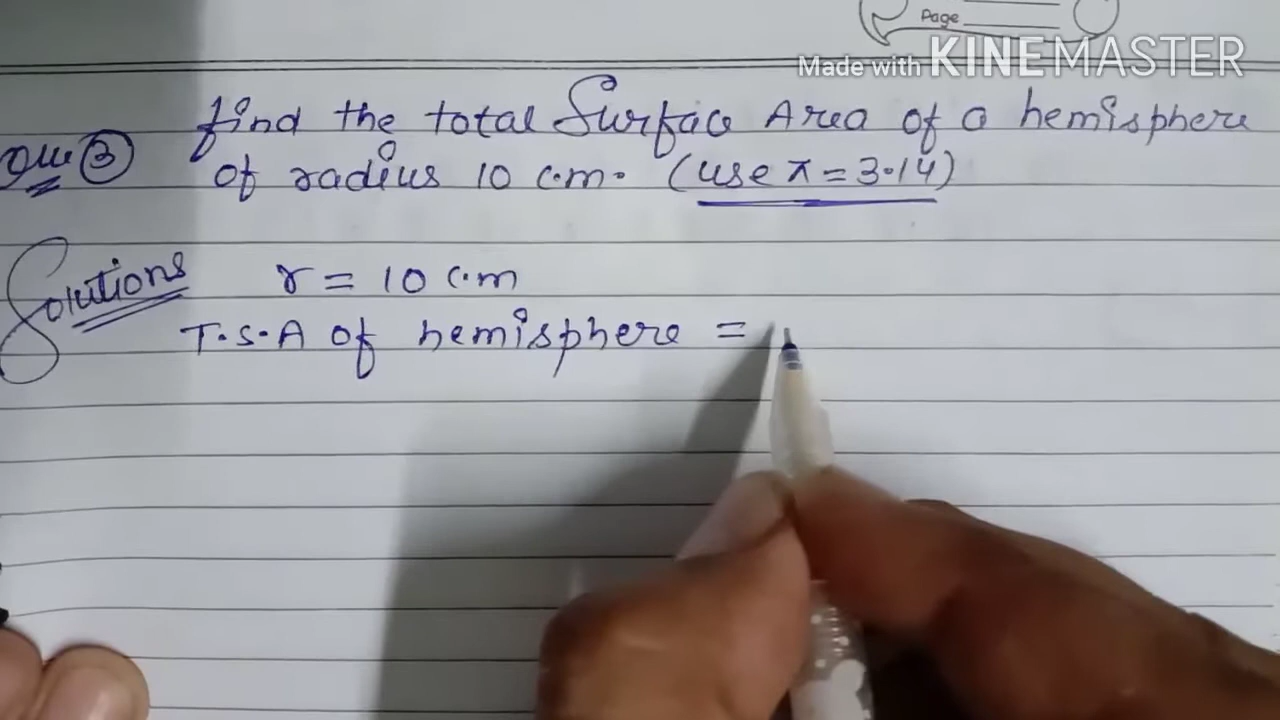 Page
Made with KINEMASTER
Que 3 find the total Surface Area of a hemisphere
of radius 10 c.m. (use π = 3.14)
Solutions r = 10 c.m
T.S.A of hemisphere =